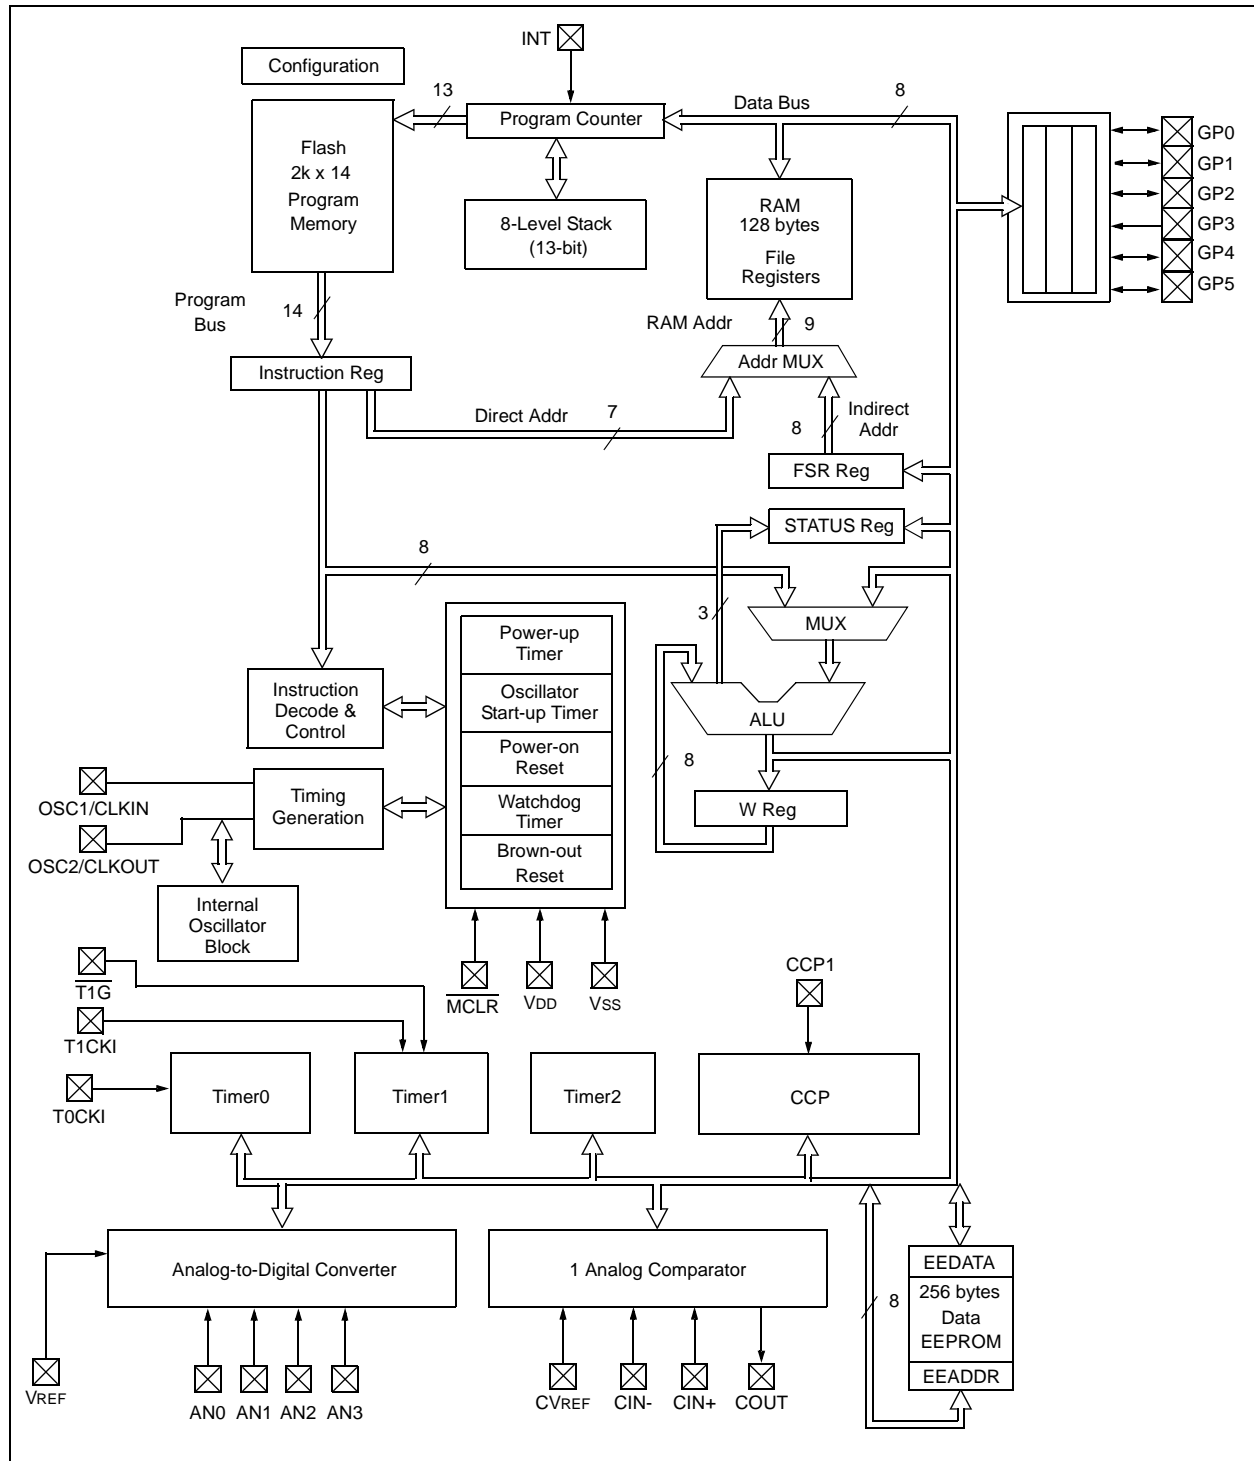 INT
Configuration
13
Data Bus
8
Program Counter
Flash
2k x 14
Program
Memory
8-Level Stack
(13-bit)
RAM
128 bytes
File
Registers
GP0
GP1
GP2
GP3
GP4
GP5
Program
Bus
14
RAM Addr
9
Addr MUX
Instruction Reg
Direct Addr
7
8
Indirect
Addr
FSR Reg
STATUS Reg
8
3
MUX
Power-up
Timer
Oscillator
Start-up Timer
Power-on
Reset
Watchdog
Timer
Brown-out
Reset
Instruction
Decode &
Control
ALU
8
W Reg
OSC1/CLKIN
Timing
Generation
OSC2/CLKOUT
Internal
Oscillator
Block
T1G
MCLR
VDD
VSS
CCP1
T1CKI
T0CKI
Timer0
Timer1
Timer2
CCP
Analog-to-Digital Converter
1 Analog Comparator
8
EEDATA
256 bytes
Data
EEPROM
EEADDR
VREF
AN0
AN1
AN2
AN3
CVREF
CIN-
CIN+
COUT